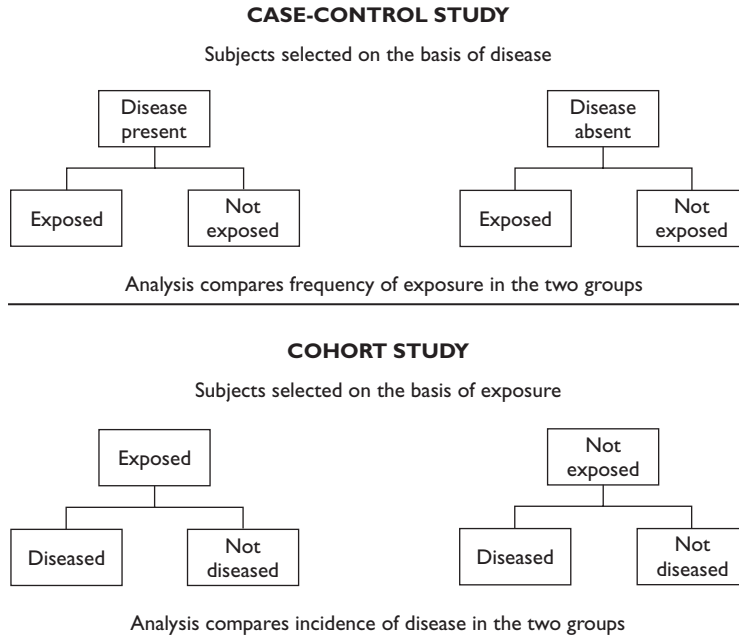 CASE-CONTROL STUDY
Subjects selected on the basis of disease
Disease
present
Disease
absent
Exposed
Not
exposed
Exposed
Not
exposed
Analysis compares frequency of exposure in the two groups
COHORT STUDY
Subjects selected on the basis of exposure
Exposed
Not
exposed
Diseased
Not
diseased
Diseased
Not
diseased
Analysis compares incidence of disease in the two groups